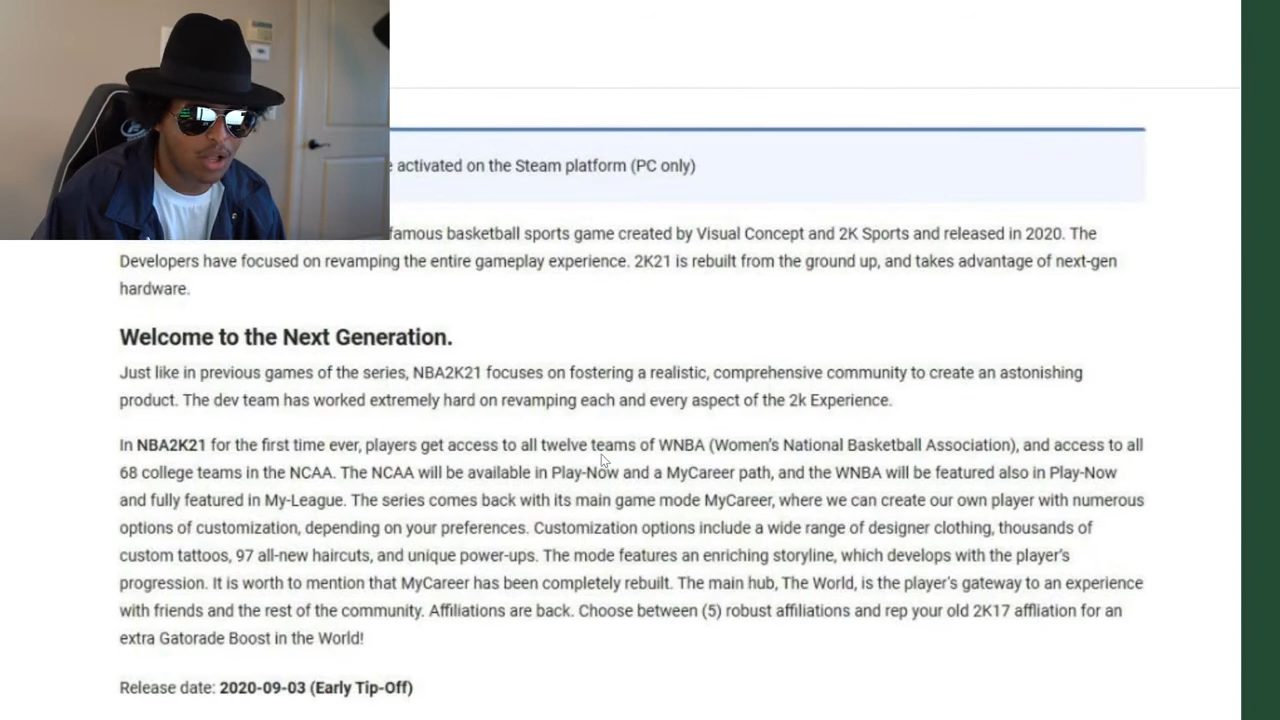 activated on the Steam platform (PC only)
famous basketball sports game created by Visual Concept and 2K Sports and released in 2020. The
Developers have focused on revamping the entire gameplay experience. 2K21 is rebuilt from the ground up, and takes advantage of next-gen
hardware.
Welcome to the Next Generation.
Just like in previous games of the series, NBA2K21 focuses on fostering a realistic, comprehensive community to create an astonishing
product. The dev team has worked extremely hard on revamping each and every aspect of the 2k Experience.
In NBA2K21 for the first time ever, players get access to all twelve teams of WNBA (Women's National Basketball Association), and access to all
68 college teams in the NCAA. The NCAA will be available in Play-Now and a MyCareer path, and the WNBA will be featured also in Play-Now
and fully featured in My-League. The series comes back with its main game mode MyCareer, where we can create our own player with numerous
options of customization, depending on your preferences. Customization options include a wide range of designer clothing, thousands of
custom tattoos, 97 all-new haircuts, and unique power-ups. The mode features an enriching storyline, which develops with the player's
progression. It is worth to mention that MyCareer has been completely rebuilt. The main hub, The World, is the player's gateway to an experience
with friends and the rest of the community. Affiliations are back. Choose between (5) robust affiliations and rep your old 2K17 affliation for an
extra Gatorade Boost in the World!
Release date: 2020-09-03 (Early Tip-Off)